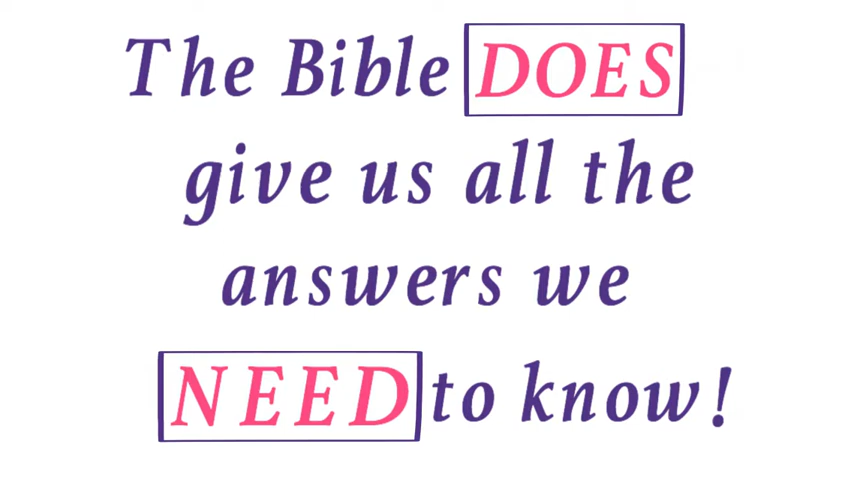 The Bible DOES
give us all the
answers we
NEED to know!